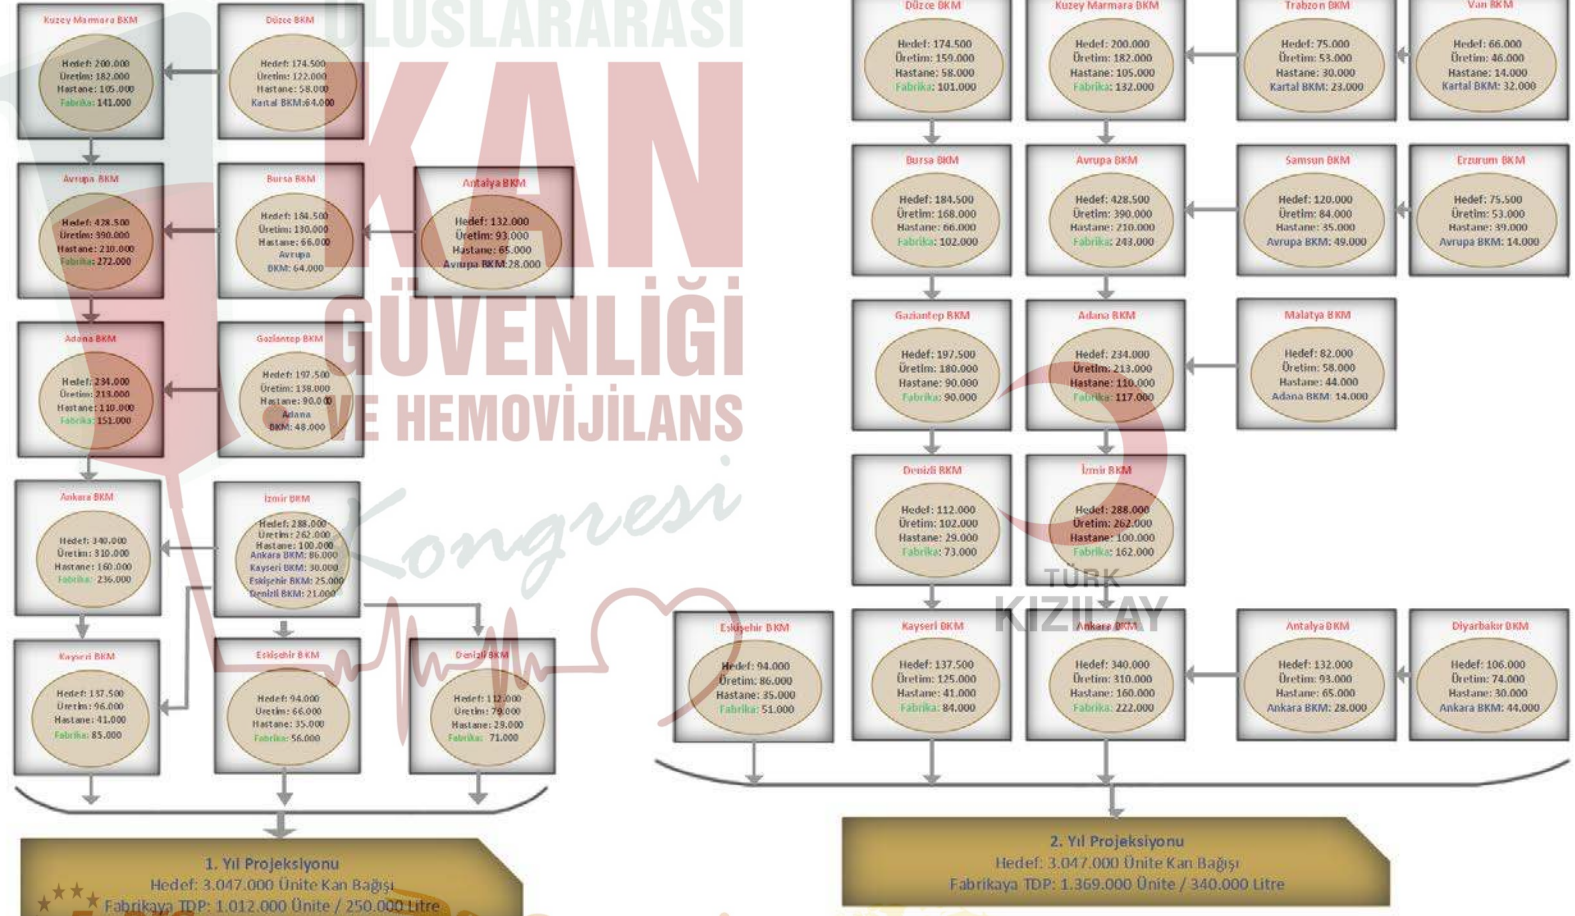 ULUSLARARASI
KAN
GÜVENLİĞİ
VE HEMOVİJİLANS
Kongresi
Kuzey Marmara BKM
Hedef: 200.000
Üretim: 182.000
Hastane: 105.000
Fabrika: 141.000
Düzce BKM
Hedef: 174.500
Üretim: 122.000
Hastane: 58.000
Kartal BKM:64.000
Avrupa BKM
Hedef: 428.500
Üretim: 390.000
Hastane: 210.000
Fabrika: 272.000
Bursa BKM
Hedef: 184.500
Üretim: 130.000
Hastane: 66.000
Avrupa
BKM: 64.000
Antalya BKM
Hedef: 132.000
Üretim: 93.000
Hastane: 65.000
Avrupa BKM:28.000
Adana BKM
Hedef: 234.000
Üretim: 213.000
Hastane: 110.000
Fabrika: 151.000
Gaziantep BKM
Hedef: 197.500
Üretim: 138.000
Hastane: 90.000
Adana
BKM: 48.000
Ankara BKM
Hedef: 340.000
Üretim: 310.000
Hastane: 160.000
Fabrika: 236.000
İzmir BKM
Hedef: 288.000
Üretim: 262.000
Hastane: 100.000
Ankara BKM: 86.000
Kayseri BKM: 30.000
Eskişehir BKM: 25.000
Denizli BKM: 21.000
Kayseri BKM
Hedef: 137.500
Üretim: 96.000
Hastane: 41.000
Fabrika: 85.000
Eskişehir BKM
Hedef: 94.000
Üretim: 66.000
Hastane: 35.000
Fabrika: 56.000
Denizli BKM
Hedef: 112.000
Üretim: 79.000
Hastane: 29.000
Fabrika: 71.000
1. Yıl Projeksiyonu
Hedef: 3.047.000 Ünite Kan Bağışı
Fabrikaya TDP: 1.012.000 Ünite / 250.000 Litre
Düzce BKM
Hedef: 174.500
Üretim: 159.000
Hastane: 58.000
Fabrika: 101.000
Kuzey Marmara BKM
Hedef: 200.000
Üretim: 182.000
Hastane: 105.000
Fabrika: 132.000
Trabzon BKM
Hedef: 75.000
Üretim: 53.000
Hastane: 30.000
Kartal BKM: 23.000
Van BKM
Hedef: 66.000
Üretim: 46.000
Hastane: 14.000
Kartal BKM: 32.000
Bursa BKM
Hedef: 184.500
Üretim: 168.000
Hastane: 66.000
Fabrika: 102.000
Avrupa BKM
Hedef: 428.500
Üretim: 390.000
Hastane: 210.000
Fabrika: 243.000
Samsun BKM
Hedef: 120.000
Üretim: 84.000
Hastane: 35.000
Avrupa BKM: 49.000
Erzurum BKM
Hedef: 75.500
Üretim: 53.000
Hastane: 39.000
Avrupa BKM: 14.000
Gaziantep BKM
Hedef: 197.500
Üretim: 180.000
Hastane: 90.000
Fabrika: 90.000
Adana BKM
Hedef: 234.000
Üretim: 213.000
Hastane: 110.000
Fabrika: 117.000
Malatya BKM
Hedef: 82.000
Üretim: 58.000
Hastane: 44.000
Adana BKM: 14.000
Denizli BKM
Hedef: 112.000
Üretim: 102.000
Hastane: 29.000
Fabrika: 73.000
İzmir BKM
Hedef: 288.000
Üretim: 262.000
Hastane: 100.000
Fabrika: 162.000
TÜRK
KIZILAY
Eskişehir BKM
Hedef: 94.000
Üretim: 86.000
Hastane: 35.000
Fabrika: 51.000
Kayseri BKM
Hedef: 137.500
Üretim: 125.000
Hastane: 41.000
Fabrika: 84.000
Ankara BKM
Hedef: 340.000
Üretim: 310.000
Hastane: 160.000
Fabrika: 222.000
Antalya BKM
Hedef: 132.000
Üretim: 93.000
Hastane: 65.000
Ankara BKM: 28.000
Diyarbakır BKM
Hedef: 106.000
Üretim: 74.000
Hastane: 30.000
Ankara BKM: 44.000
2. Yıl Projeksiyonu
Hedef: 3.047.000 Ünite Kan Bağışı
Fabrikaya TDP: 1.369.000 Ünite / 340.000 Litre